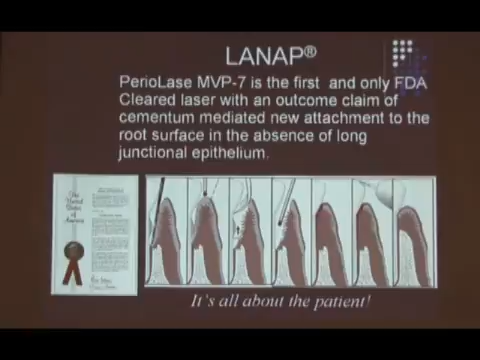 LANAP®
PerioLase MVP-7 is the first and only FDA
Cleared laser with an outcome claim of
cementum mediated new attachment to the
root surface in the absence of long
junctional epithelium.
The
United
States
of
America
It's all about the patient!